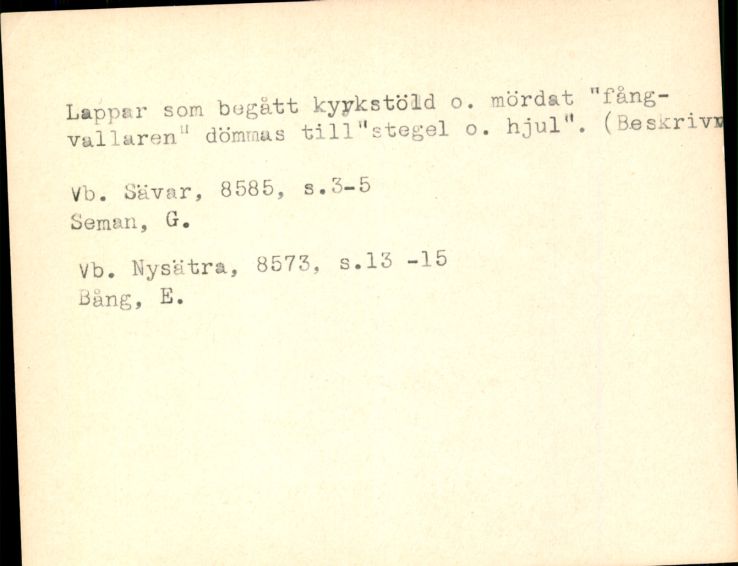 Lappar som begått kyrkstöld o. mördat "fång-
vallaren" dömmas till"stegel o. hjul". (Beskrivn
Vb. Sävar, 8585, s.3-5
Seman, G.
Vb. Nysätra, 8573, s.13 -15
Bång, E.